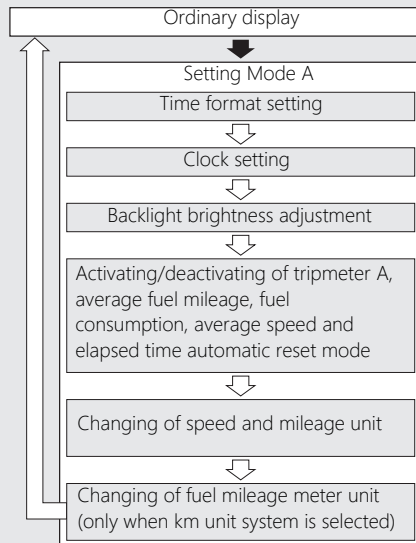 Ordinary display
Setting Mode A
Time format setting
Clock setting
Backlight brightness adjustment
Activating/deactivating of tripmeter A,
average fuel mileage, fuel
consumption, average speed and
elapsed time automatic reset mode
Changing of speed and mileage unit
Changing of fuel mileage meter unit
(only when km unit system is selected)